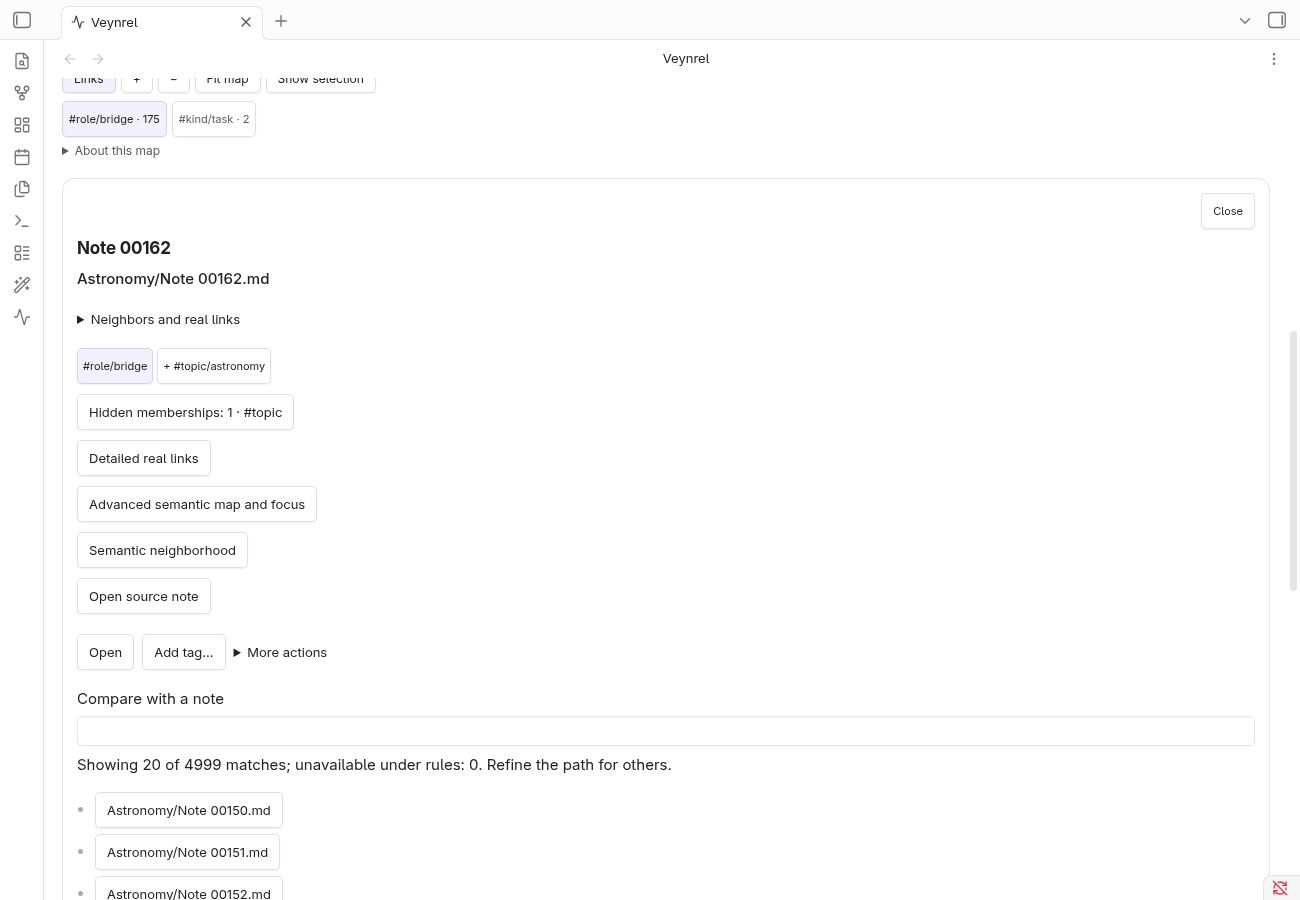 Veynrel
Veynrel
Links + − Fit map Show selection
#role/bridge · 175 #kind/task · 2
About this map
Close
Note 00162
Astronomy/Note 00162.md
Neighbors and real links
#role/bridge + #topic/astronomy
Hidden memberships: 1 · #topic
Detailed real links
Advanced semantic map and focus
Semantic neighborhood
Open source note
Open Add tag... More actions
Compare with a note
Showing 20 of 4999 matches; unavailable under rules: 0. Refine the path for others.
Astronomy/Note 00150.md
Astronomy/Note 00151.md
Astronomy/Note 00152.md